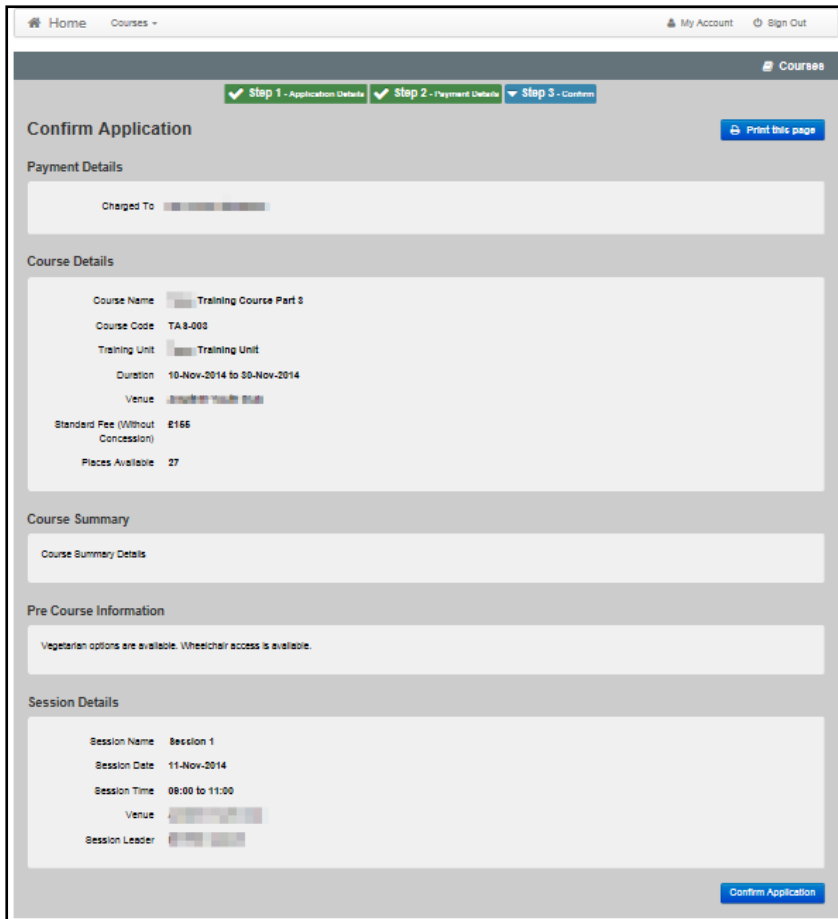 Home Courses My Account Sign Out
Courses
Step 1 - Application Details Step 2 - Payment Details Step 3 - Confirm
Confirm Application Print this page
Payment Details
Charged To
Course Details
Course Name Training Course Part 3
Course Code TA3-003
Training Unit Training Unit
Duration 10-Nov-2014 to 30-Nov-2014
Venue
Standard Fee (Without £155
Concession)
Places Available 27
Course Summary
Course Summary Details
Pre Course Information
Vegetarian options are available. Wheelchair access is available.
Session Details
Session Name Session 1
Session Date 11-Nov-2014
Session Time 09:00 to 11:00
Venue
Session Leader
Confirm Application